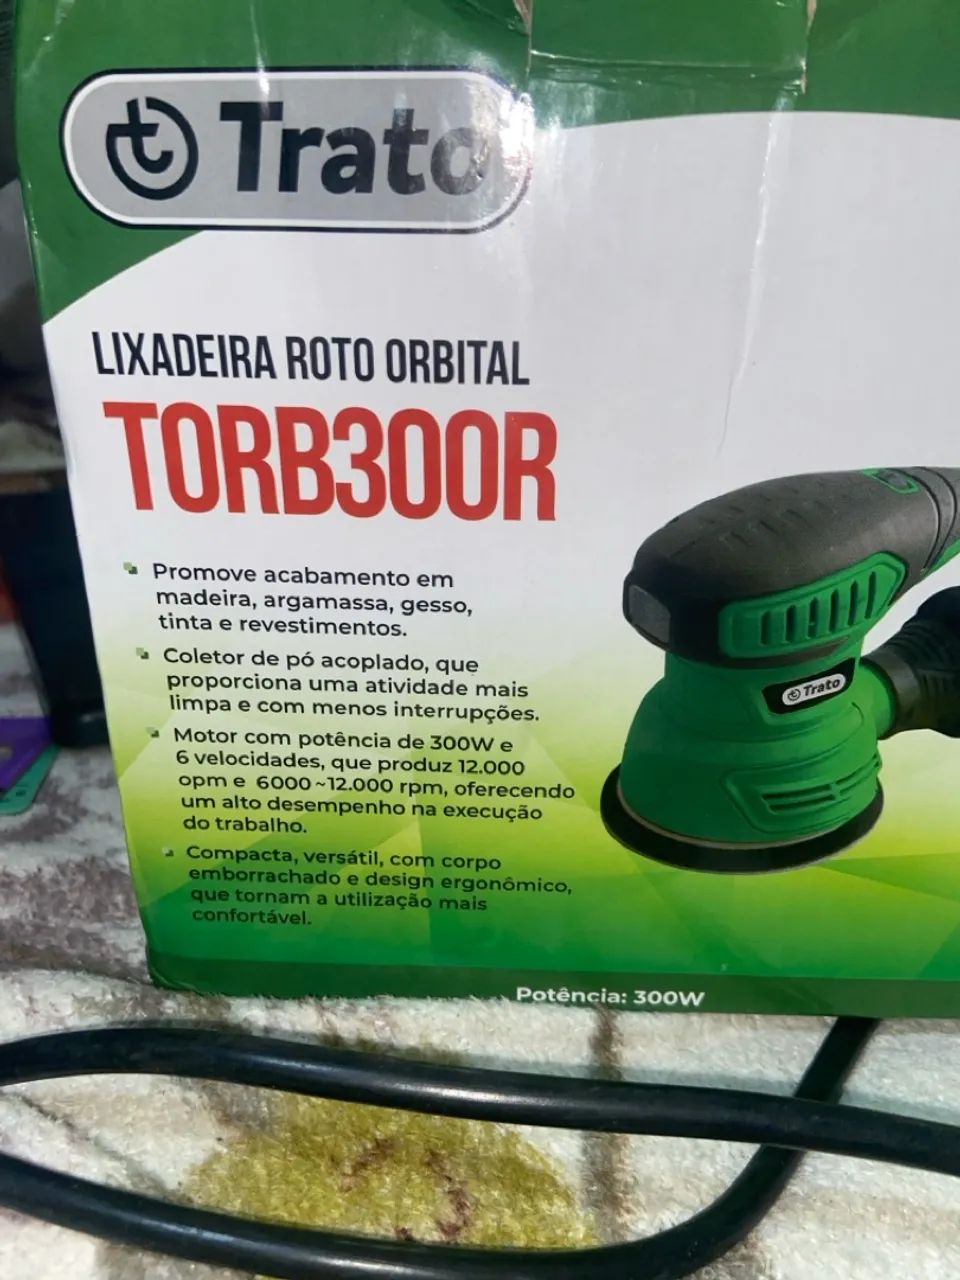 Trato
LIXADEIRA ROTO ORBITAL
TORB300R
Promove acabamento em
madeira, argamassa, gesso,
tinta e revestimentos.
Coletor de pó acoplado, que
proporciona uma atividade mais
limpa e com menos interrupções.
Motor com potência de 300W e
6 velocidades, que produz 12.000
opm e 6000~12.000 rpm, oferecendo
um alto desempenho na execução
do trabalho.
Compacta, versátil, com corpo
emborrachado e design ergonômico,
que tornam a utilização mais
confortável.
Trato
Potência: 300W